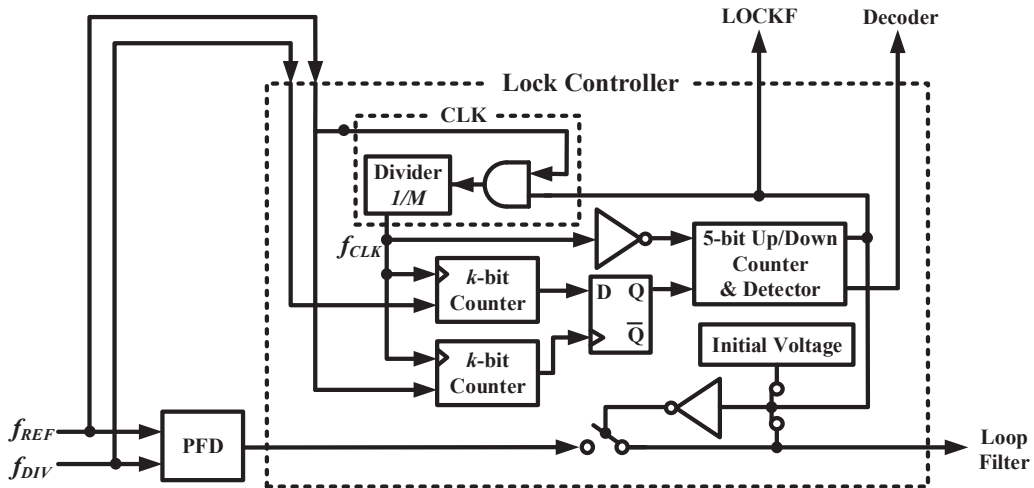 LOCKF
Decoder
Lock Controller
CLK
Divider
1/M
f_CLK
5-bit Up/Down
Counter
& Detector
k-bit
Counter
D Q
Q̅
k-bit
Counter
Initial Voltage
f_REF
f_DIV
PFD
Loop
Filter